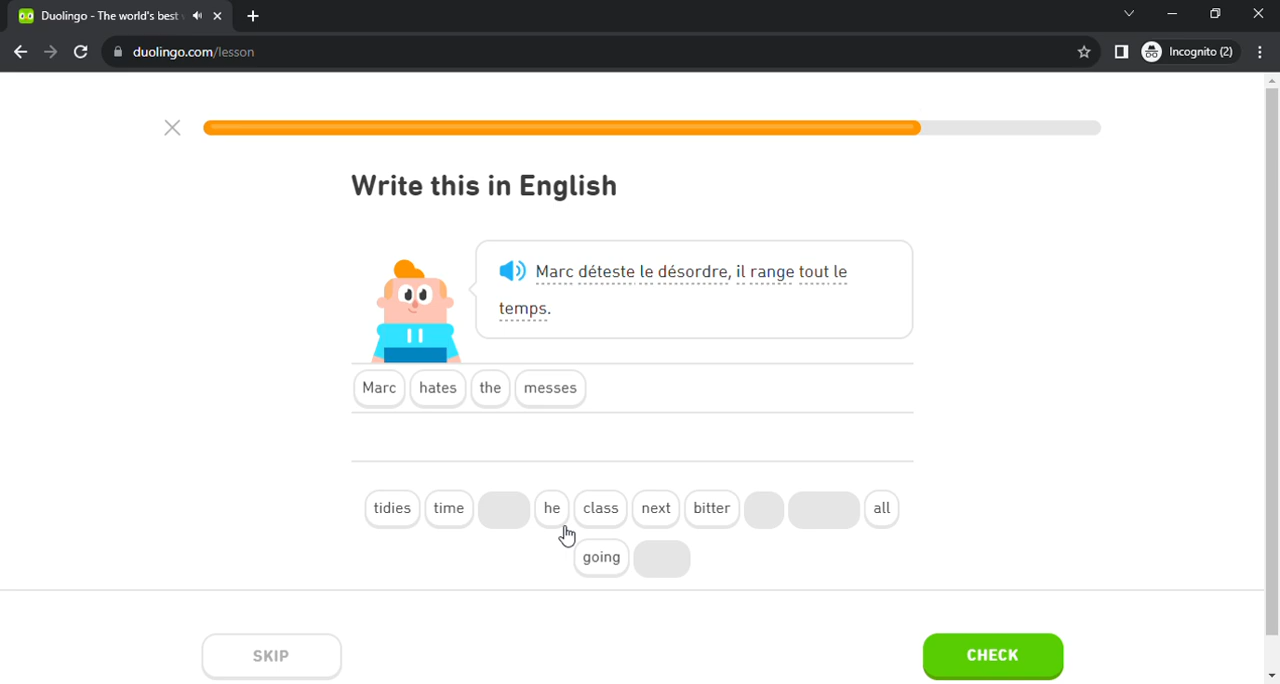 Duolingo - The world's best
duolingo.com/lesson
Incognito (2)
Write this in English
Marc déteste le désordre, il range tout le
temps.
Marc hates the messes
tidies time he class next bitter all
going
SKIP CHECK